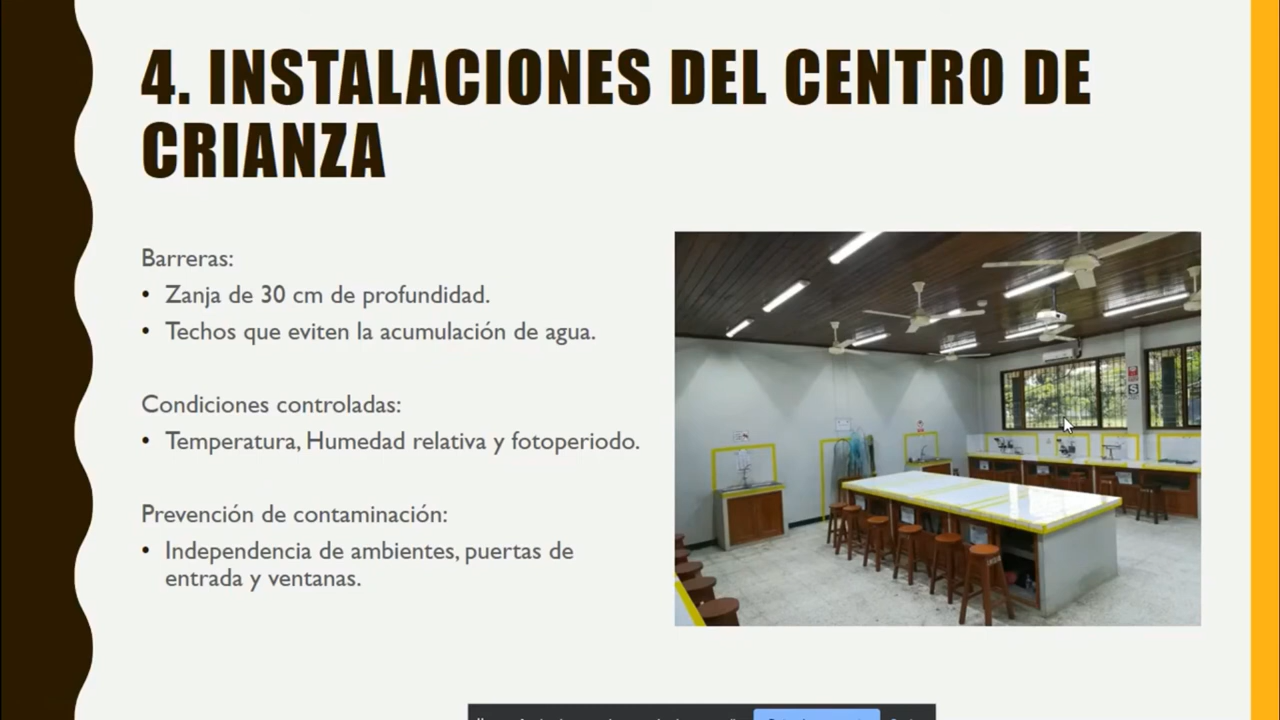 4. INSTALACIONES DEL CENTRO DE
CRIANZA
Barreras:
• Zanja de 30 cm de profundidad.
• Techos que eviten la acumulación de agua.
Condiciones controladas:
• Temperatura, Humedad relativa y fotoperiodo.
Prevención de contaminación:
• Independencia de ambientes, puertas de
entrada y ventanas.